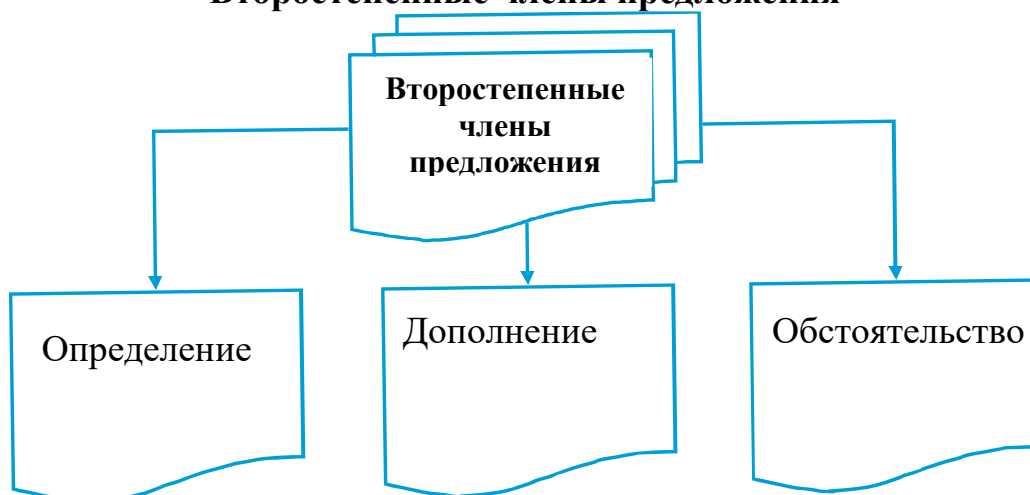 Второстепенные члены предложения
Второстепенные
члены
предложения
Определение
Дополнение
Обстоятельство